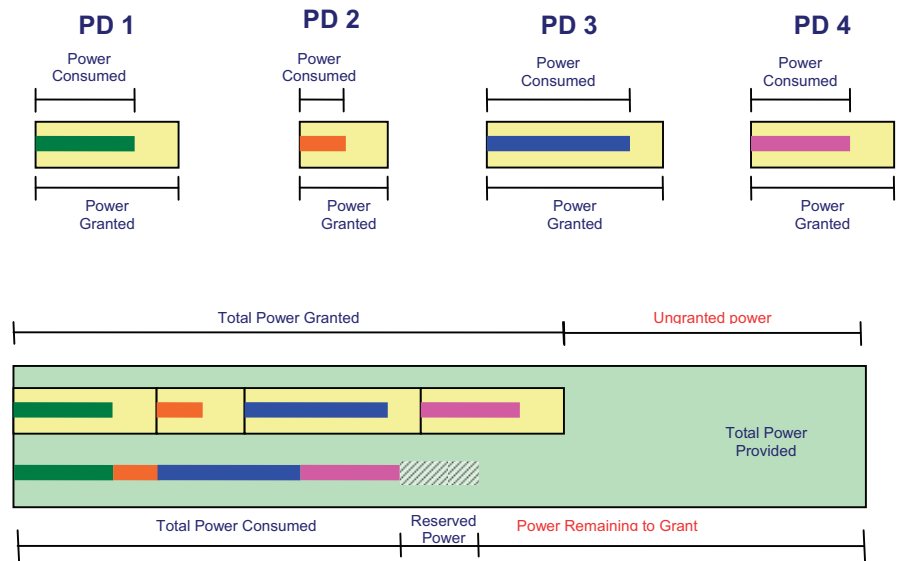 PD 1
PD 2
PD 3
PD 4
Power
Consumed
Power
Consumed
Power
Consumed
Power
Consumed
Power
Granted
Power
Granted
Power
Granted
Power
Granted
Total Power Granted
Ungranted power
Total Power
Provided
Total Power Consumed
Reserved
Power
Power Remaining to Grant